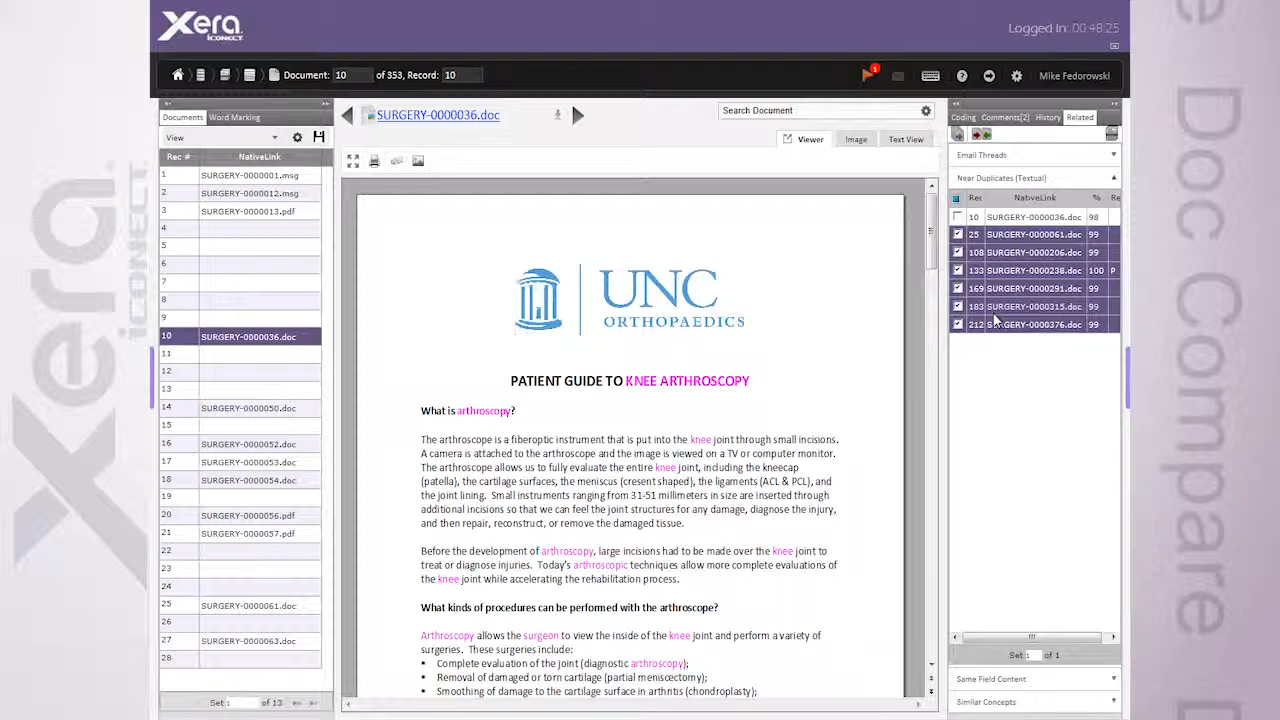 Xera
iCONECT
Logged In: 00:48:25
Document: 10 of 353, Record: 10
1
Mike Fedorowski
Documents Word Marking
View
Rec # NativeLink
1 SURGERY-0000001.msg
2 SURGERY-0000012.msg
3 SURGERY-0000013.pdf
4
5
6
7
8
9
10 SURGERY-0000036.doc
11
12
13
14 SURGERY-0000050.doc
15
16 SURGERY-0000052.doc
17 SURGERY-0000053.doc
18 SURGERY-0000054.doc
19
20 SURGERY-0000056.pdf
21 SURGERY-0000057.pdf
22
23
24
25 SURGERY-0000061.doc
26
27 SURGERY-0000063.doc
28
Set 1 of 13
SURGERY-0000036.doc
Search Document
Viewer Image Text View
UNC
ORTHOPAEDICS
PATIENT GUIDE TO KNEE ARTHROSCOPY
What is arthroscopy?
The arthroscope is a fiberoptic instrument that is put into the knee joint through small incisions.
A camera is attached to the arthroscope and the image is viewed on a TV or computer monitor.
The arthroscope allows us to fully evaluate the entire knee joint, including the kneecap
(patella), the cartilage surfaces, the meniscus (cresent shaped), the ligaments (ACL & PCL), and
the joint lining. Small instruments ranging from 31-51 millimeters in size are inserted through
additional incisions so that we can feel the joint structures for any damage, diagnose the injury,
and then repair, reconstruct, or remove the damaged tissue.
Before the development of arthroscopy, large incisions had to be made over the knee joint to
treat or diagnose injuries. Today's arthroscopic techniques allow more complete evaluations of
the knee joint while accelerating the rehabilitation process.
What kinds of procedures can be performed with the arthroscope?
Arthroscopy allows the surgeon to view the inside of the knee joint and perform a variety of
surgeries. These surgeries include:
▪ Complete evaluation of the joint (diagnostic arthroscopy);
▪ Removal of damaged or torn cartilage (partial meniscectomy);
▪ Smoothing of damage to the cartilage surface in arthritis (chondroplasty);
Coding Comments[2] History Related
Email Threads
Near Duplicates (Textual)
Rec NativeLink % Re
10 SURGERY-0000036.doc 98
25 SURGERY-0000061.doc 99
108 SURGERY-0000206.doc 99
133 SURGERY-0000238.doc 100 P
169 SURGERY-0000291.doc 99
183 SURGERY-0000315.doc 99
212 SURGERY-0000376.doc 99
Set 1 of 1
Same Field Content
Similar Concepts
Xera
iCONECT
e Doc Compare D